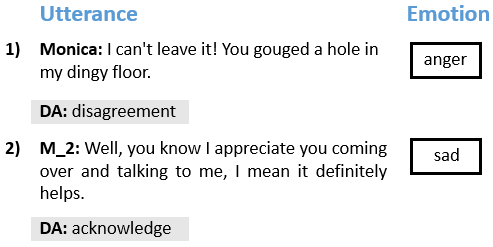 Utterance Emotion
1) Monica: I can't leave it! You gouged a hole in
my dingy floor.
anger
DA: disagreement
2) M_2: Well, you know I appreciate you coming
over and talking to me, I mean it definitely
helps.
sad
DA: acknowledge